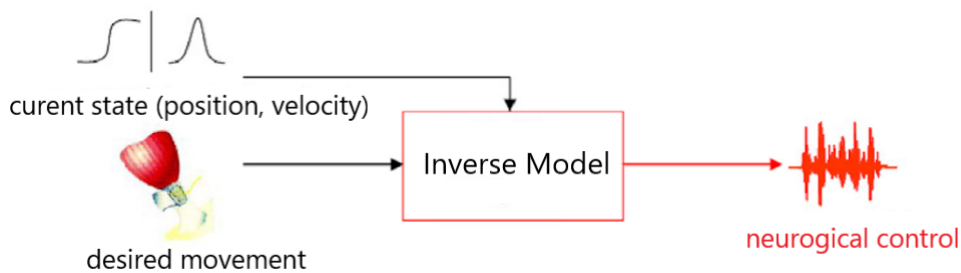 curent state (position, velocity)
Inverse Model
neurogical control
desired movement